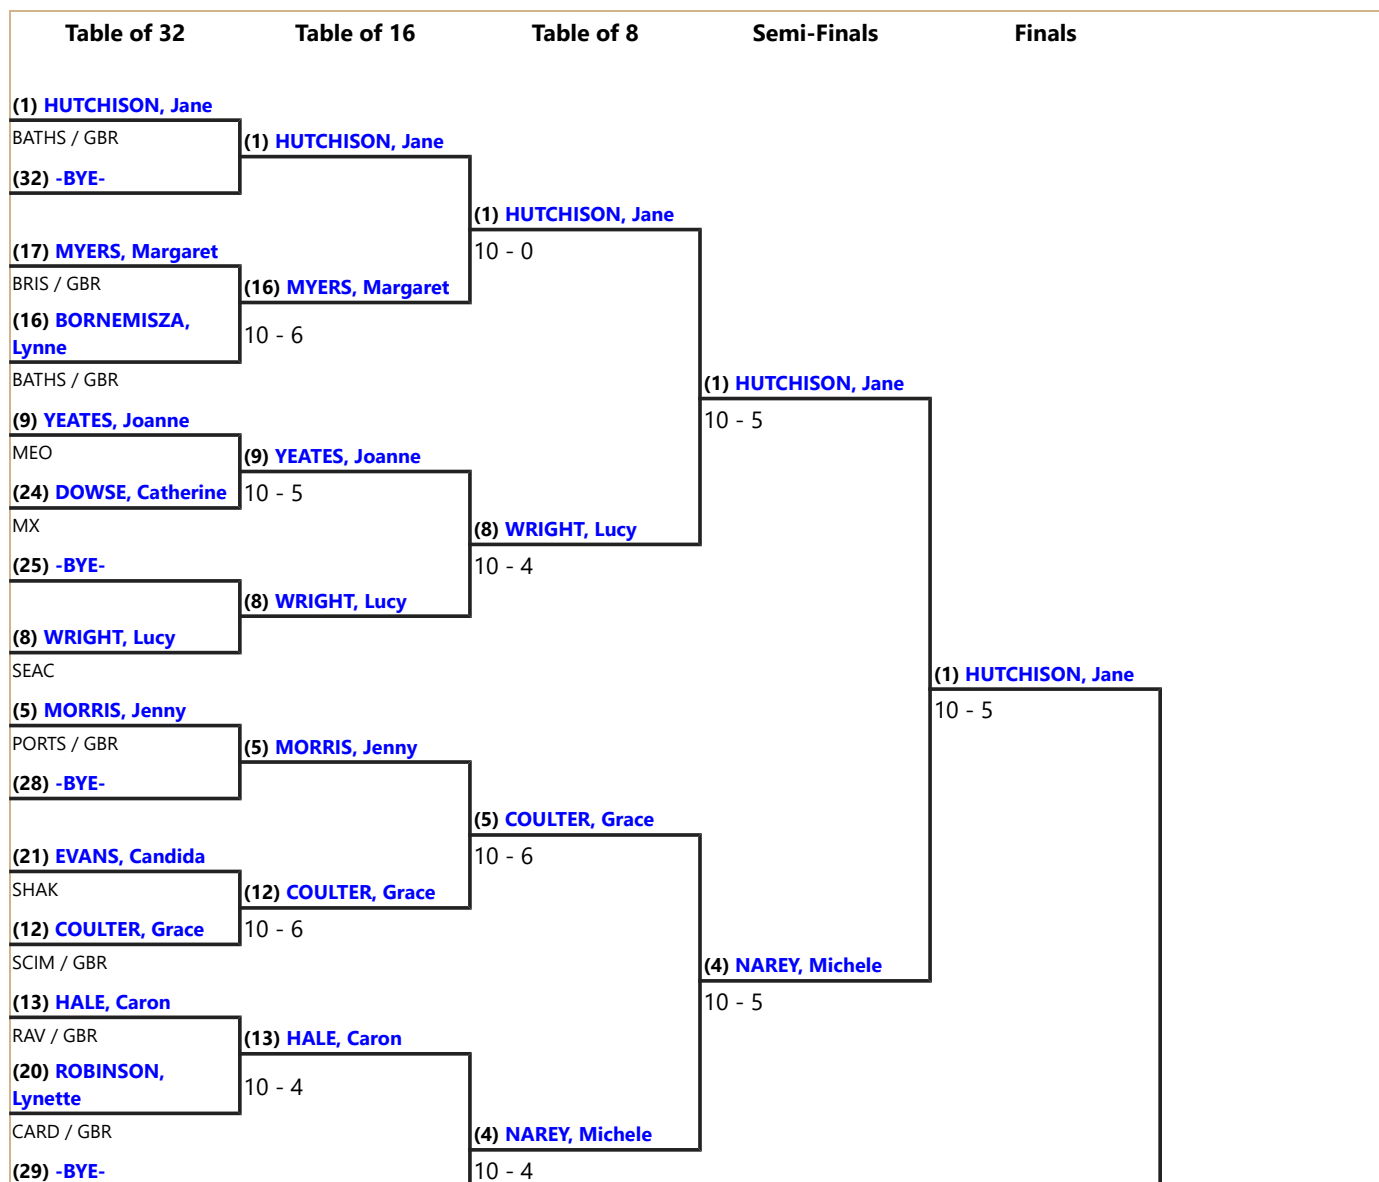 Table of 32 Table of 16 Table of 8 Semi-Finals Finals
(1) HUTCHISON, Jane
BATHS / GBR
(1) HUTCHISON, Jane
(32) -BYE-
(1) HUTCHISON, Jane
(17) MYERS, Margaret
10 - 0
BRIS / GBR
(16) MYERS, Margaret
(16) BORNEMISZA,
Lynne
10 - 6
BATHS / GBR
(1) HUTCHISON, Jane
(9) YEATES, Joanne
10 - 5
MEO
(9) YEATES, Joanne
(24) DOWSE, Catherine
10 - 5
MX
(8) WRIGHT, Lucy
(25) -BYE-
10 - 4
(8) WRIGHT, Lucy
(8) WRIGHT, Lucy
SEAC
(1) HUTCHISON, Jane
(5) MORRIS, Jenny
10 - 5
PORTS / GBR
(5) MORRIS, Jenny
(28) -BYE-
(5) COULTER, Grace
(21) EVANS, Candida
10 - 6
SHAK
(12) COULTER, Grace
(12) COULTER, Grace
10 - 6
SCIM / GBR
(4) NAREY, Michele
(13) HALE, Caron
10 - 5
RAV / GBR
(13) HALE, Caron
(20) ROBINSON,
Lynette
10 - 4
CARD / GBR
(4) NAREY, Michele
(29) -BYE-
10 - 4